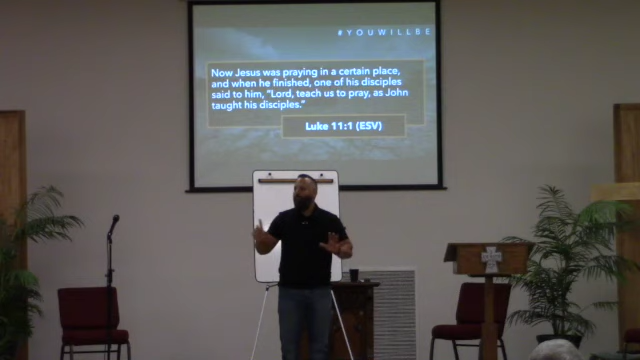 #YOUWILLBE
Now Jesus was praying in a certain place,
and when he finished, one of his disciples
said to him, "Lord, teach us to pray, as John
taught his disciples."
Luke 11:1 (ESV)